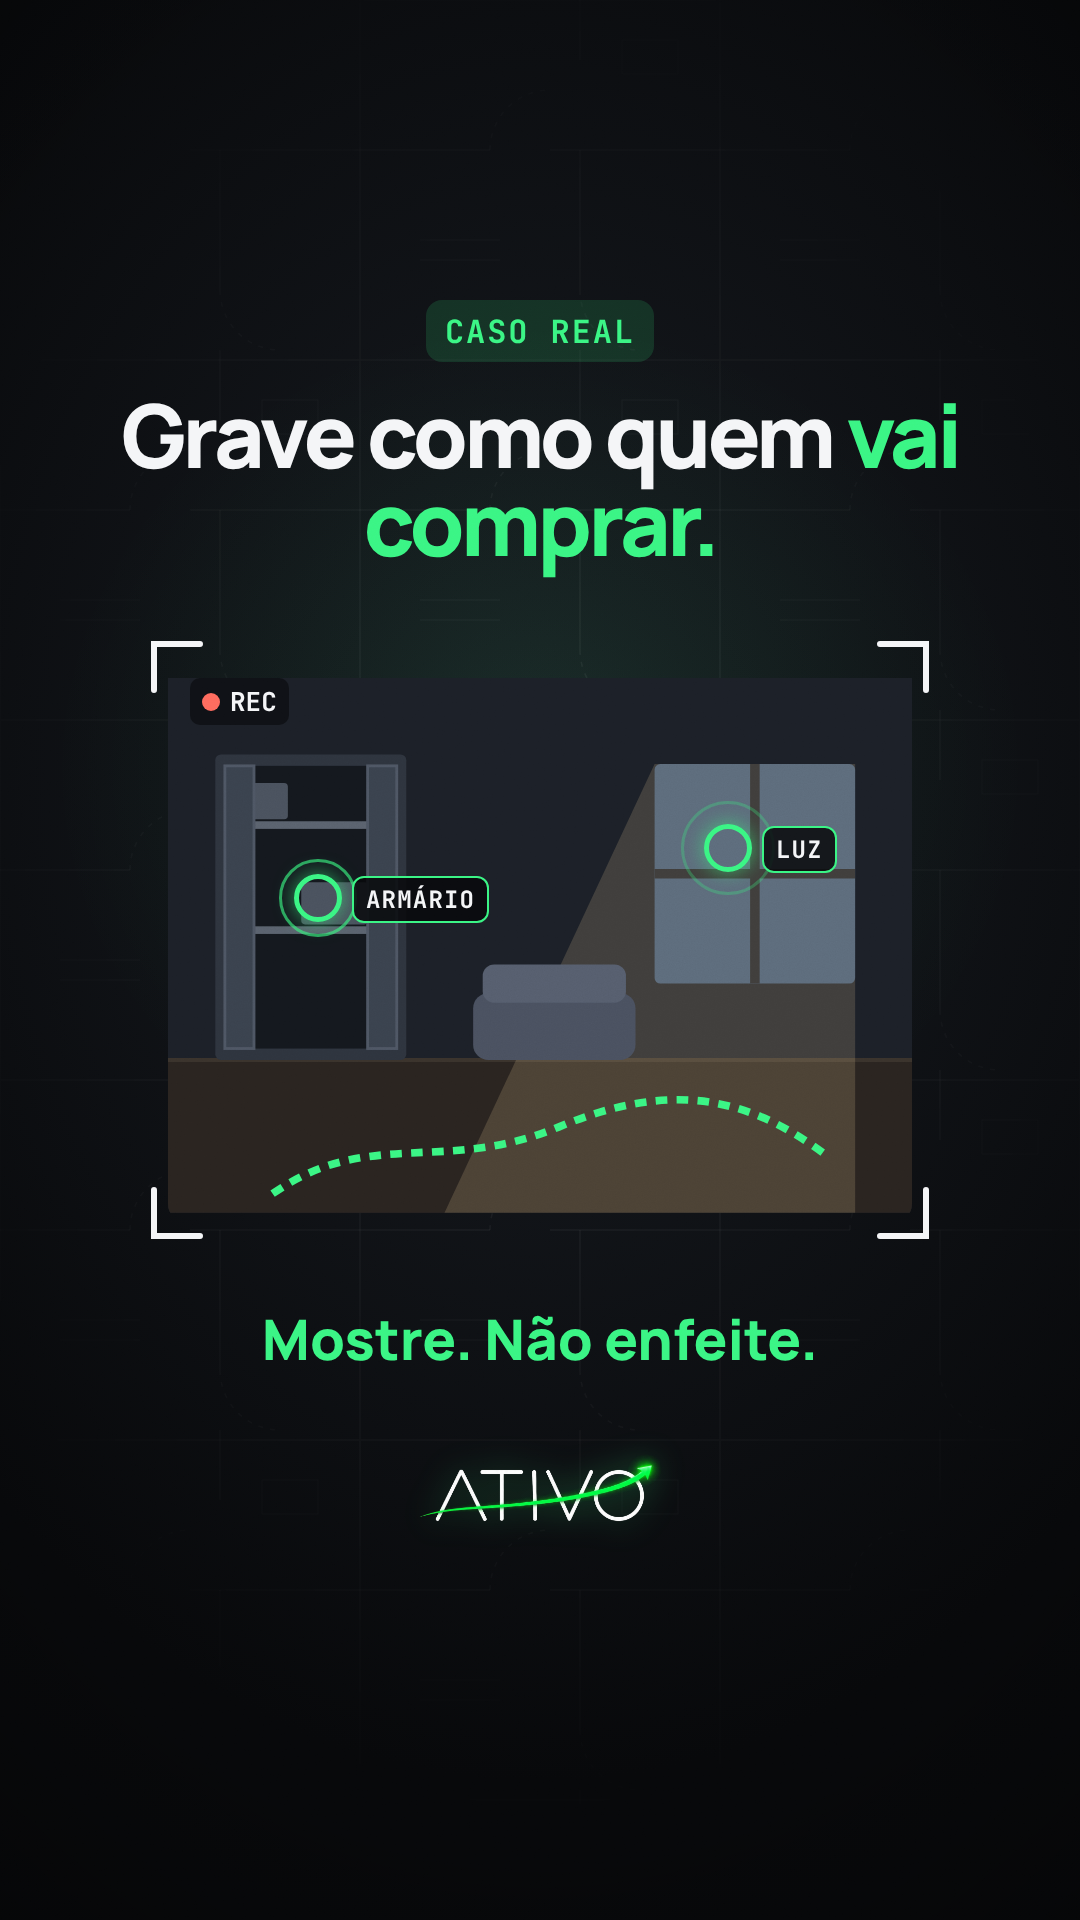 CASO REAL
Grave como quem vai
comprar.
REC
LUZ
ARMÁRIO
Mostre. Não enfeite.
ATIVO